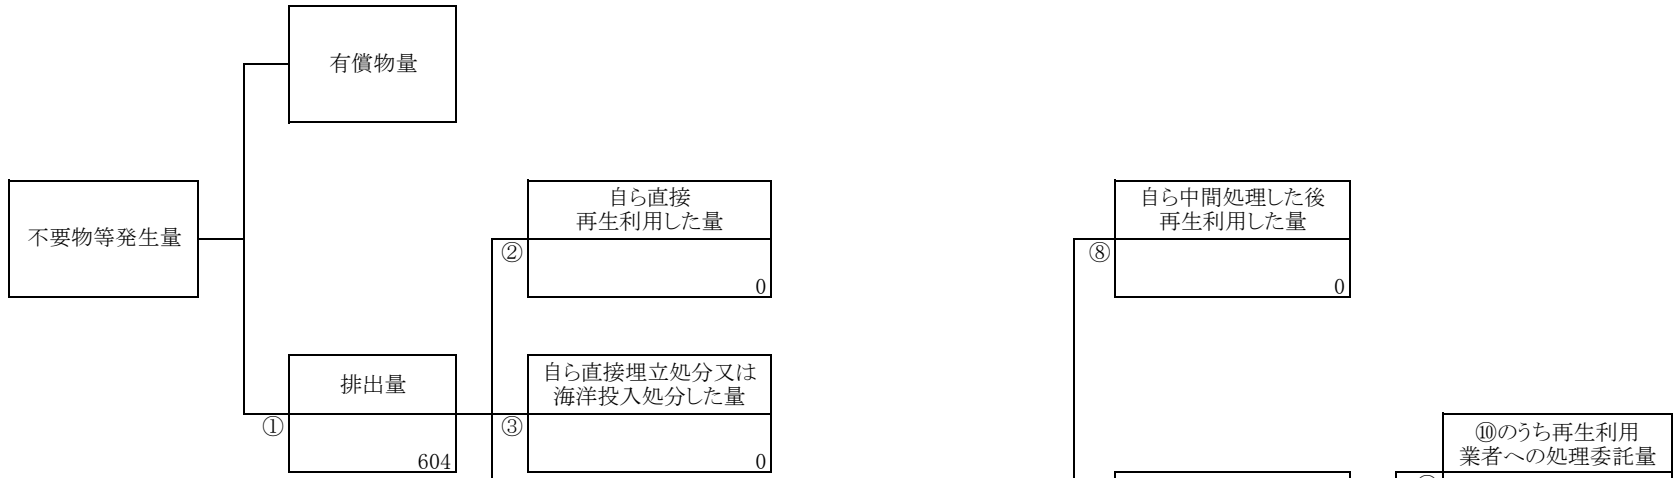 有償物量
不要物等発生量
自ら直接
再生利用した量
②
0
自ら中間処理した後
再生利用した量
⑧
0
排出量
①
604
自ら直接埋立処分又は
海洋投入処分した量
③
0
⑩のうち再生利用
業者への処理委託量